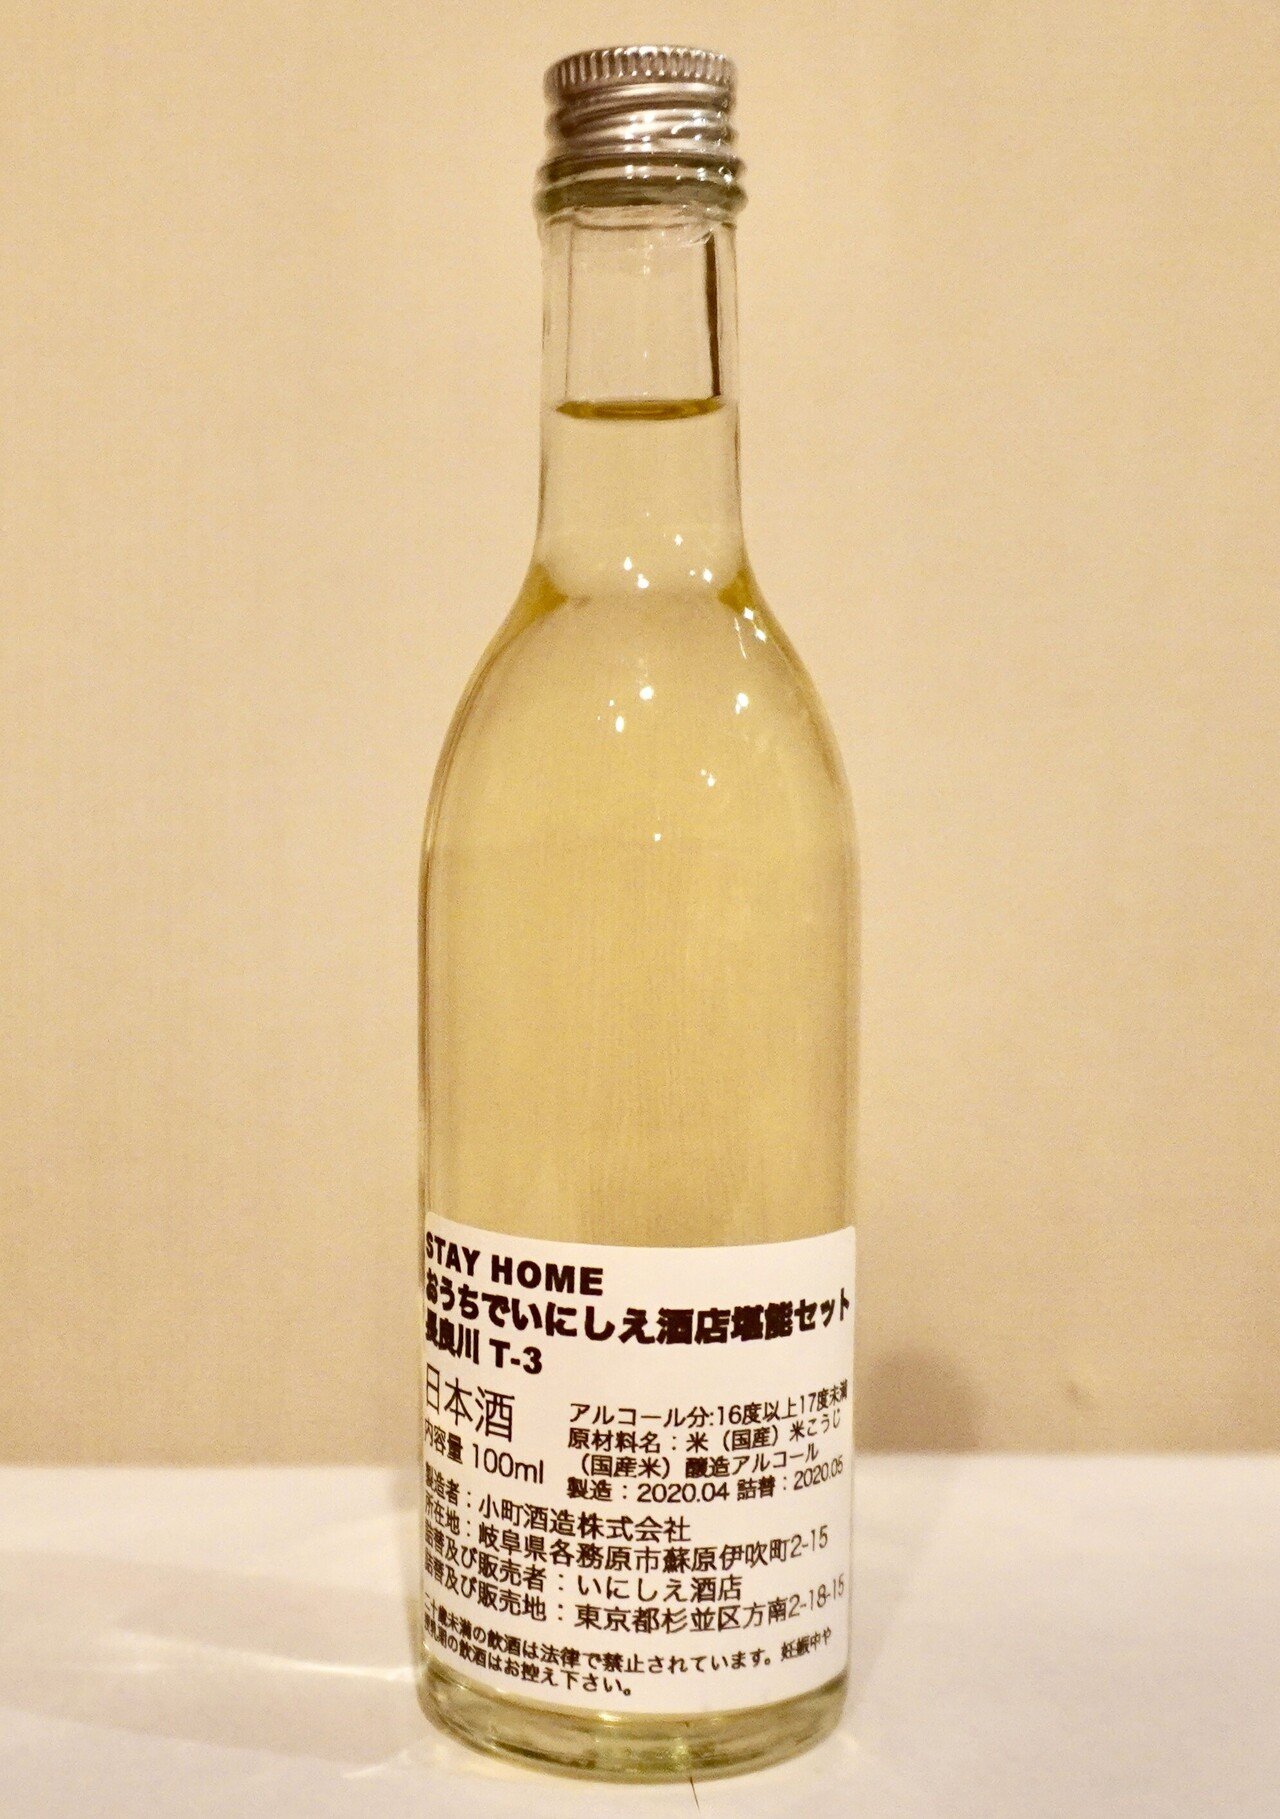 STAY HOME
おうちでいにしえ酒店堪能セット
長良川 T-3
日本酒
内容量 100ml
アルコール分:16度以上17度未満
原材料名：米（国産）米こうじ
（国産米）醸造アルコール
製造：2020.04 詰替：2020.05
製造者：小町酒造株式会社
所在地：岐阜県各務原市蘇原伊吹町2-15
詰替及び販売者：いにしえ酒店
詰替及び販売地：東京都杉並区方南2-18-15
二十歳未満の飲酒は法律で禁止されています。妊娠中や
授乳期の飲酒はお控え下さい。